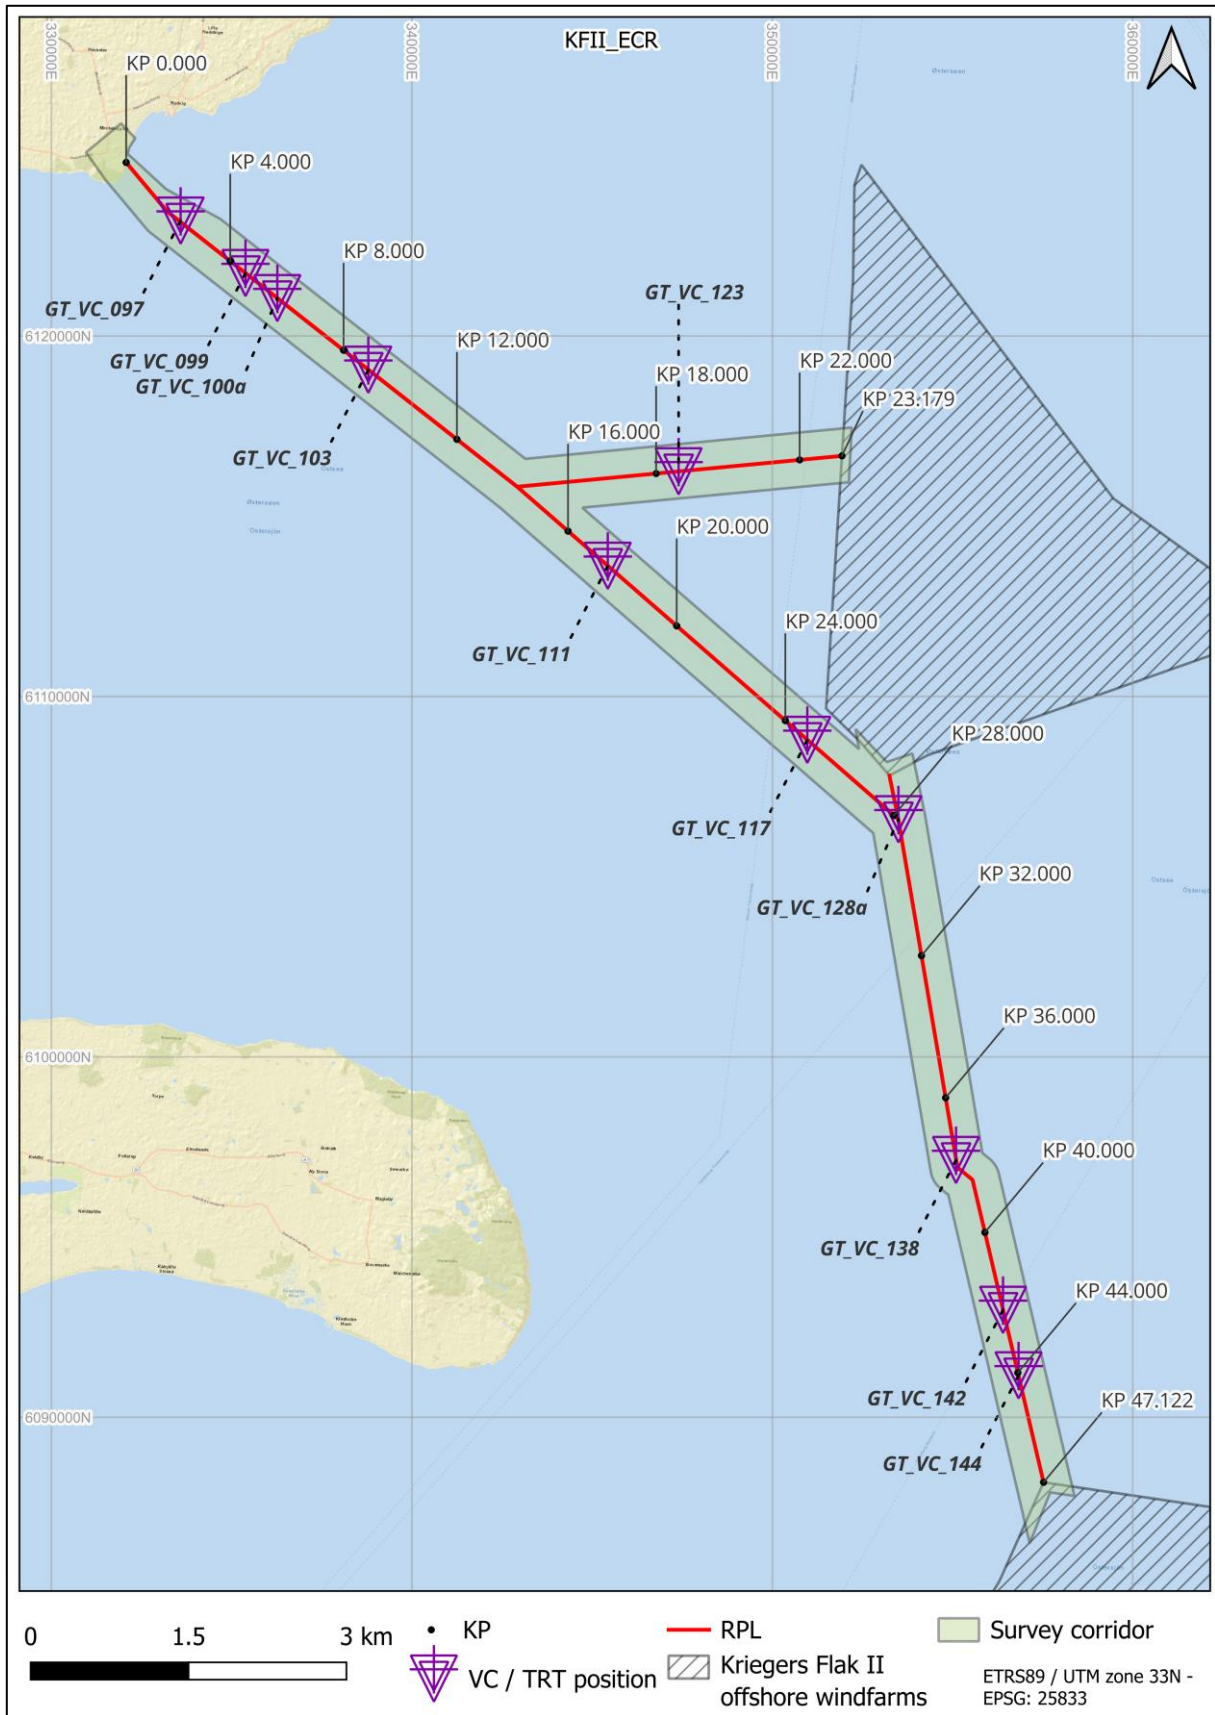 KFII_ECR
330000E
340000E
350000E
360000E
KP 0.000
KP 4.000
KP 8.000
GT_VC_097
GT_VC_123
6120000N
GT_VC_099
GT_VC_100a
KP 12.000
KP 18.000
KP 22.000
KP 23.179
GT_VC_103
KP 16.000
Østersøen
Östersjön
KP 20.000
GT_VC_111
KP 24.000
6110000N
KP 28.000
GT_VC_117
KP 32.000
GT_VC_128a
KP 36.000
6100000N
KP 40.000
GT_VC_138
KP 44.000
GT_VC_142
KP 47.122
6090000N
GT_VC_144
0 1.5 3 km
KP
RPL
Survey corridor
VC / TRT position
Kriegers Flak II
offshore windfarms
ETRS89 / UTM zone 33N -
EPSG: 25833